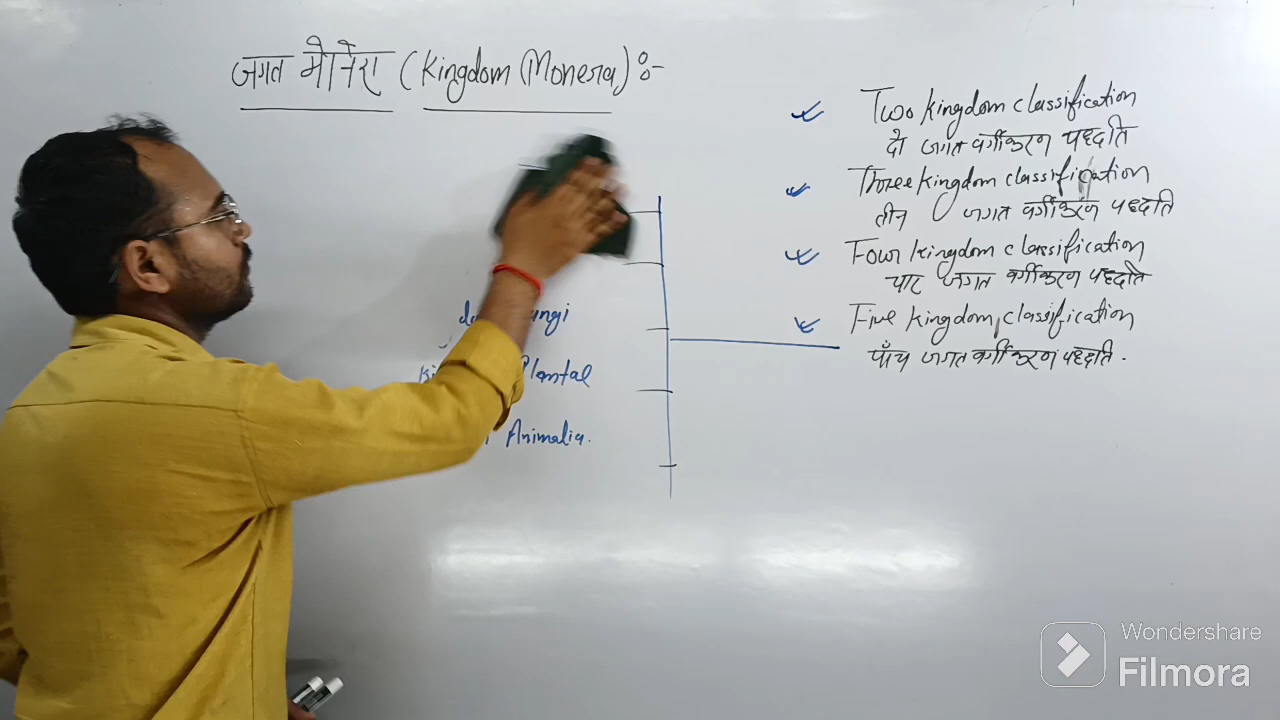 जगत मोनेरा (Kingdom Monera) :-
Two kingdom classification
दो जगत वर्गीकरण पद्धति
Three kingdom classification
तीन जगत वर्गीकरण पद्धति
Four kingdom classification
चार जगत वर्गीकरण पद्धति
Five kingdom classification
पाँच जगत वर्गीकरण पद्धति.
Plantal
Animalia.
Wondershare
Filmora